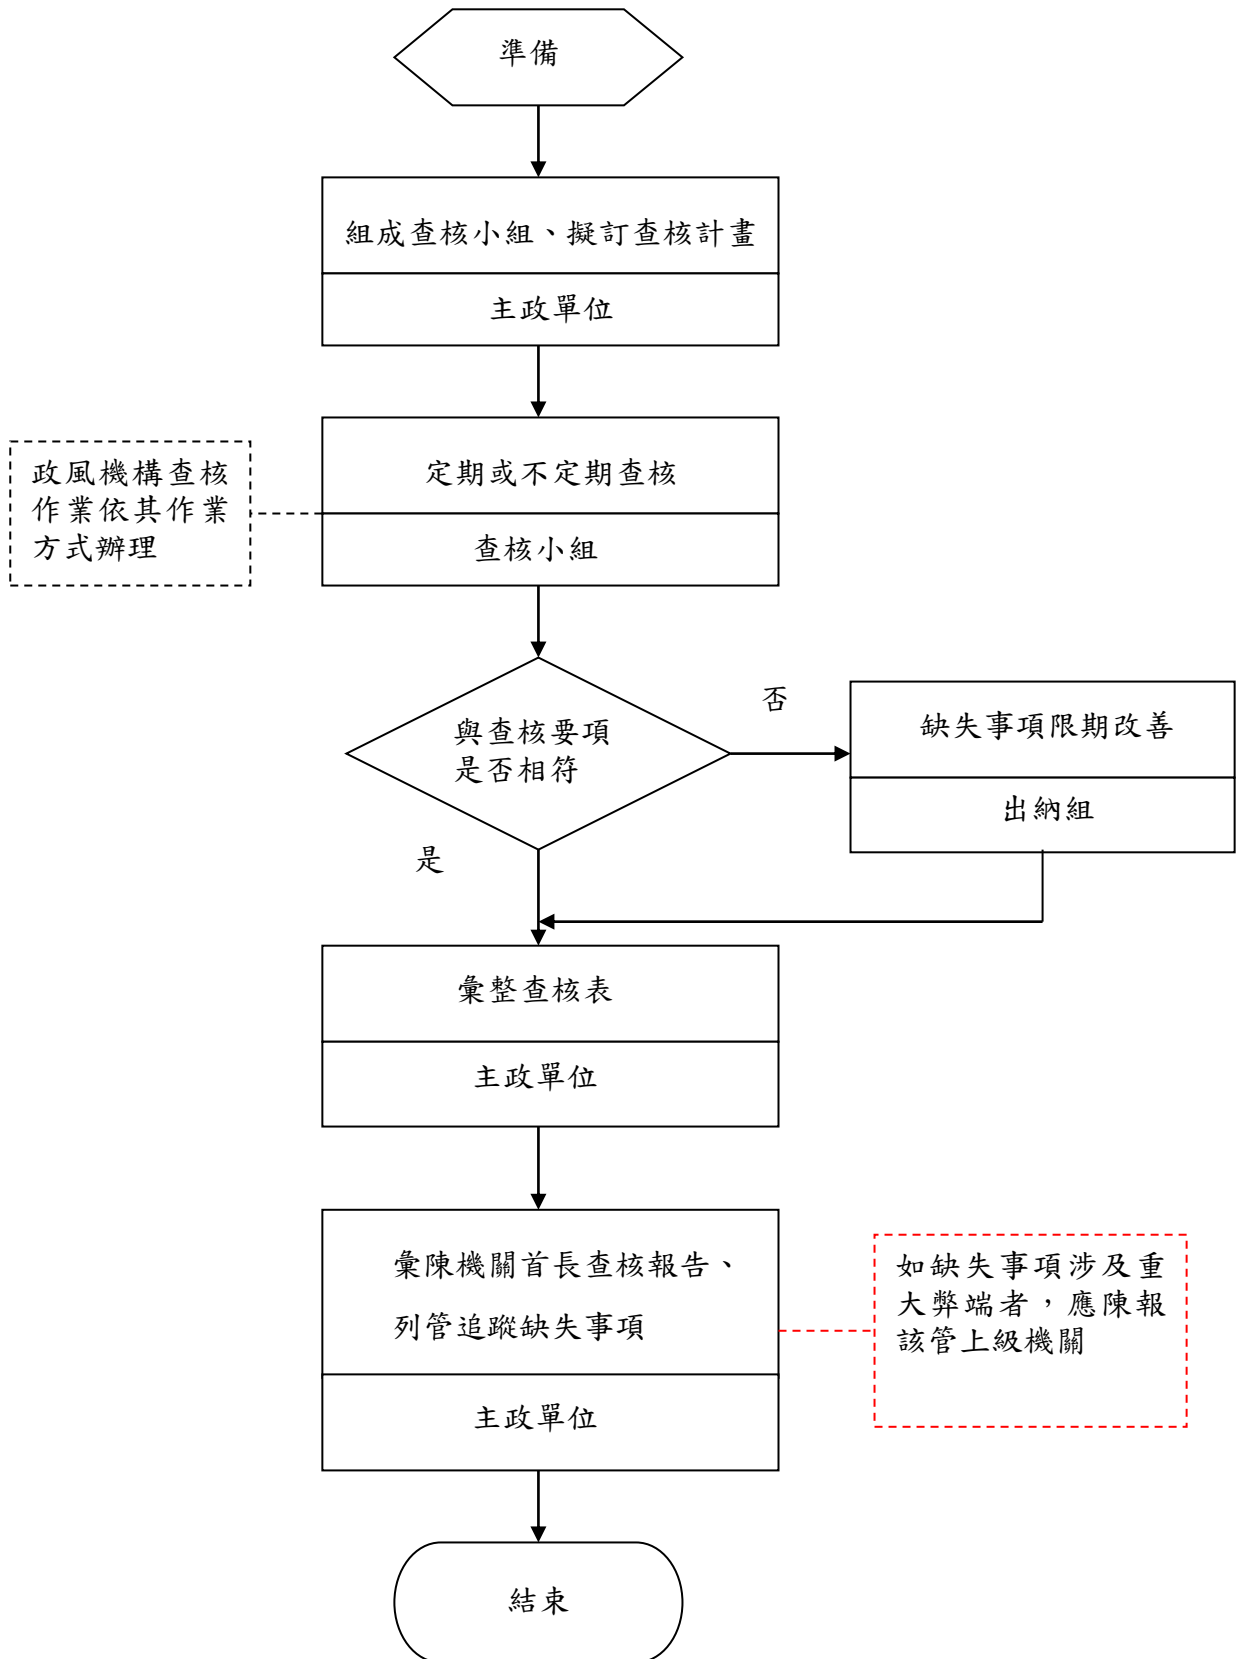 準備
組成查核小組、擬訂查核計畫
主政單位
定期或不定期查核
查核小組
政風機構查核
作業依其作業
方式辦理
與查核要項
是否相符
否
缺失事項限期改善
出納組
是
彙整查核表
主政單位
彙陳機關首長查核報告、
列管追蹤缺失事項
主政單位
如缺失事項涉及重
大弊端者，應陳報
該管上級機關
結束